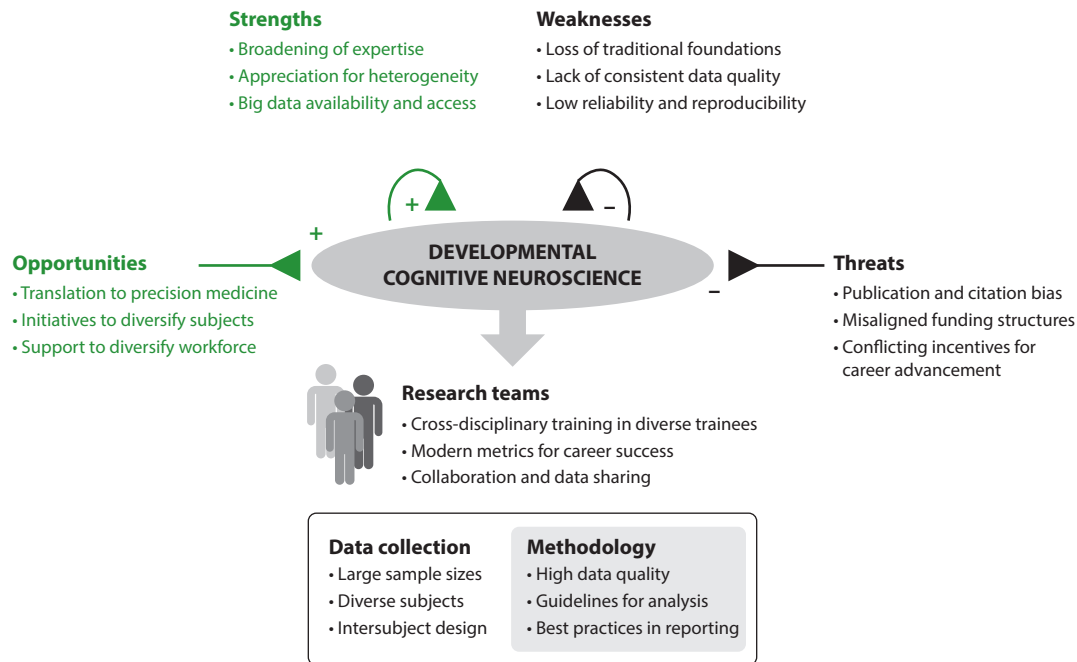 Strengths
• Broadening of expertise
• Appreciation for heterogeneity
• Big data availability and access
Weaknesses
• Loss of traditional foundations
• Lack of consistent data quality
• Low reliability and reproducibility
+
–
+
DEVELOPMENTAL
COGNITIVE NEUROSCIENCE
–
Opportunities
• Translation to precision medicine
• Initiatives to diversify subjects
• Support to diversify workforce
Threats
• Publication and citation bias
• Misaligned funding structures
• Conflicting incentives for
career advancement
Research teams
• Cross-disciplinary training in diverse trainees
• Modern metrics for career success
• Collaboration and data sharing
Data collection
• Large sample sizes
• Diverse subjects
• Intersubject design
Methodology
• High data quality
• Guidelines for analysis
• Best practices in reporting